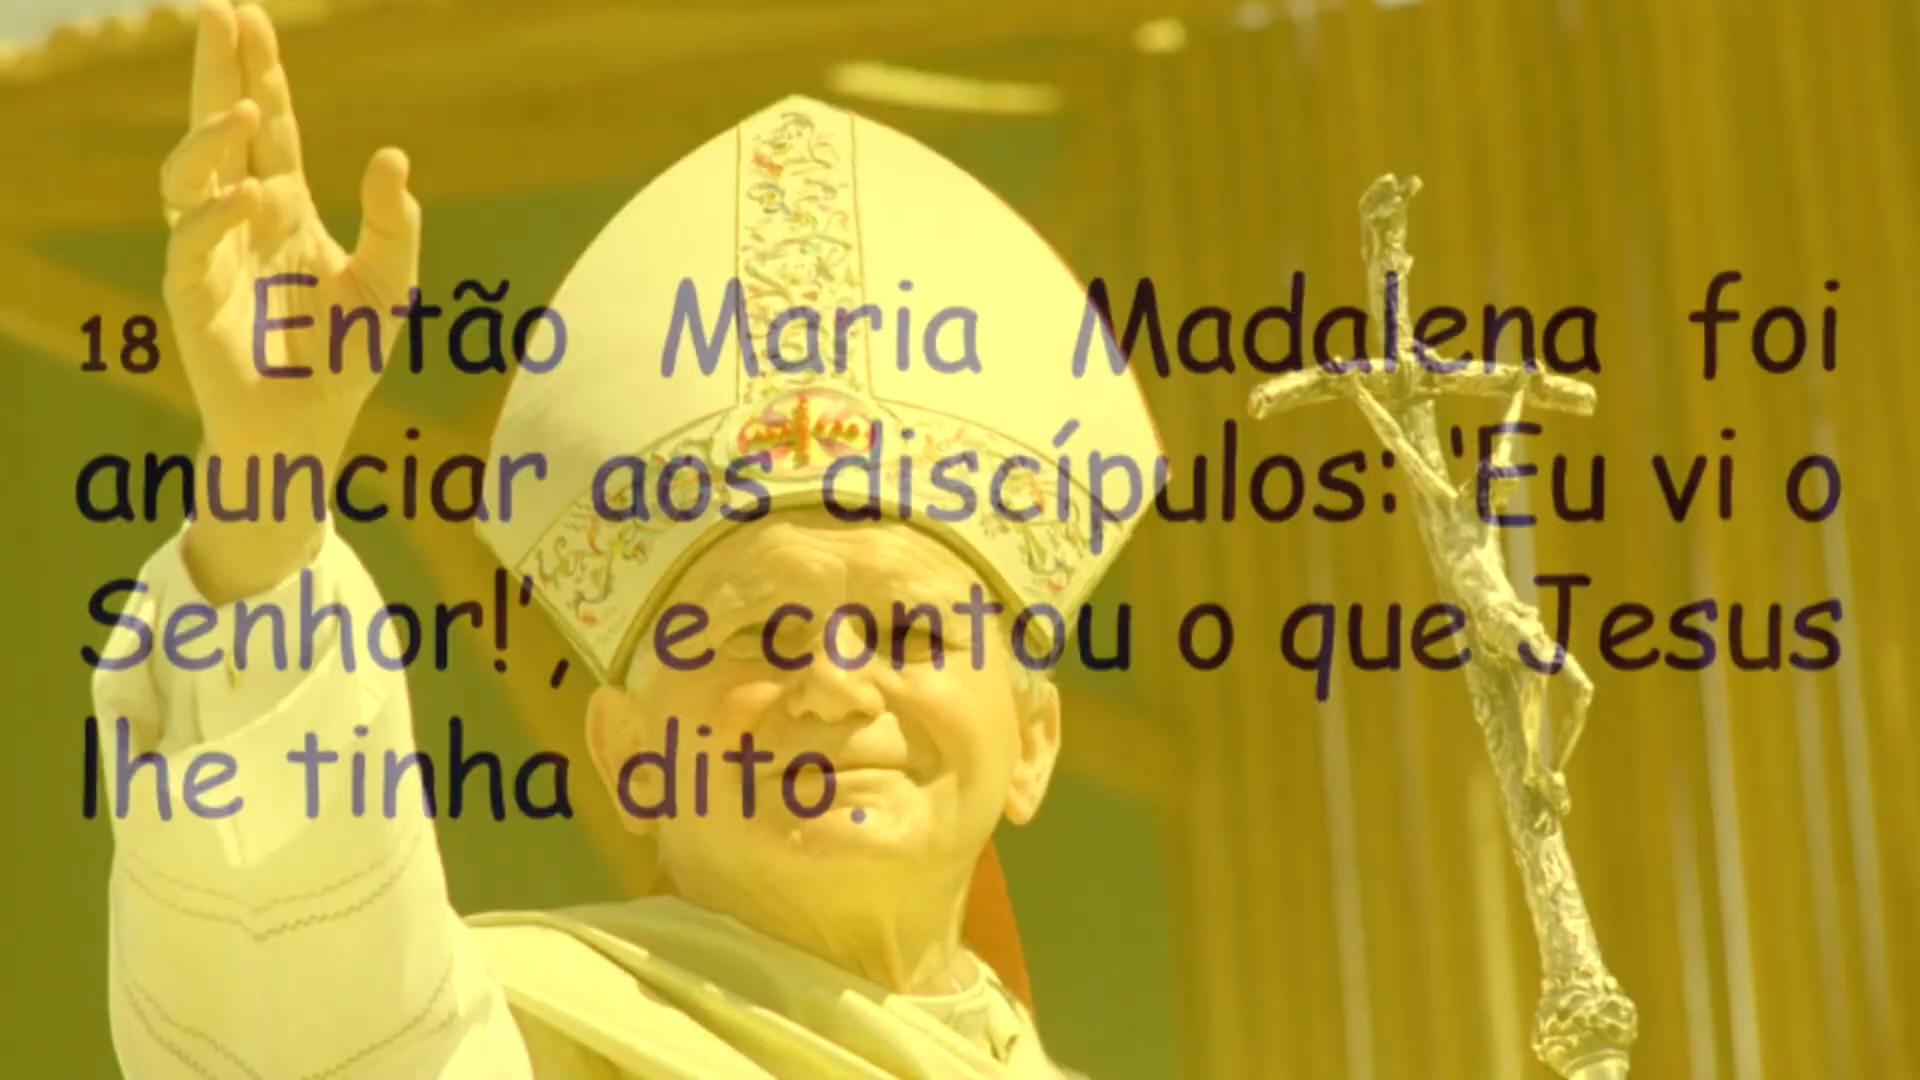 18 Então Maria Madalena foi
anunciar aos discípulos: 'Eu vi o
Senhor!’, e contou o que Jesus
lhe tinha dito.